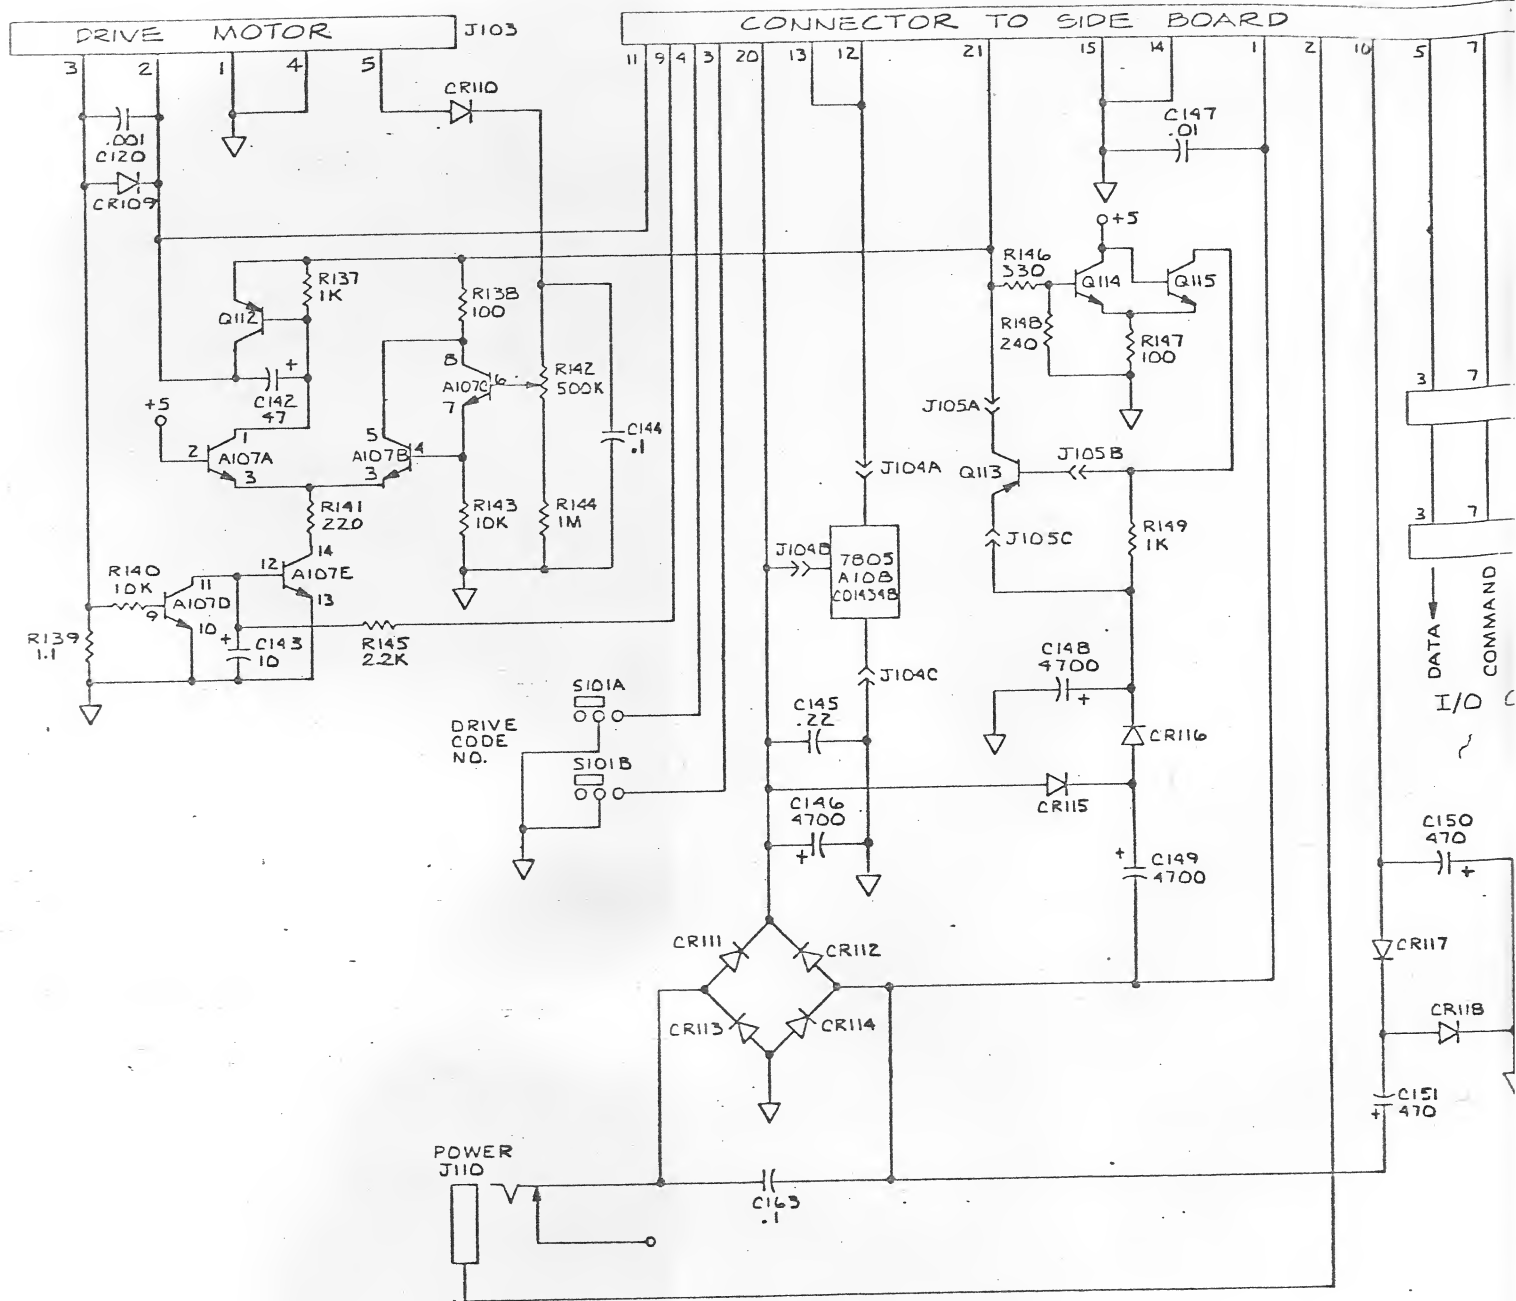 DRIVE MOTOR
J103
CONNECTOR TO SIDE BOARD
3 2 1 4 5
11 9 4 3 20 13 12 21 15 14 1 2 10 5 7
CR110
.001
C120
CR109
C147
.01
+5
R137
1K
Q112
R138
100
R146
330
Q114
Q115
R148
240
R147
100
+
C142
47
8
A107C
6
7
R142
500K
+5
J105A
3 7
2
1
A107A
3
5
A107B
4
3
C144
.1
J104A
Q113
J105B
R141
220
R143
10K
R144
1M
J105C
R149
1K
3 7
J104B
7805
A108
CO14348
R140
10K
11
A107D
9
10
12
14
A107E
13
R139
1.1
+
C143
10
R145
2.2K
DATA
COMMAND
I/O C
J104C
C148
4700
+
S101A
DRIVE
CODE
NO.
S101B
C145
.22
CR116
CR115
C146
4700
+
+
C149
4700
C150
470
+
CR111
CR112
CR113
CR114
CR117
CR118
C151
+ 470
POWER
J110
C163
.1